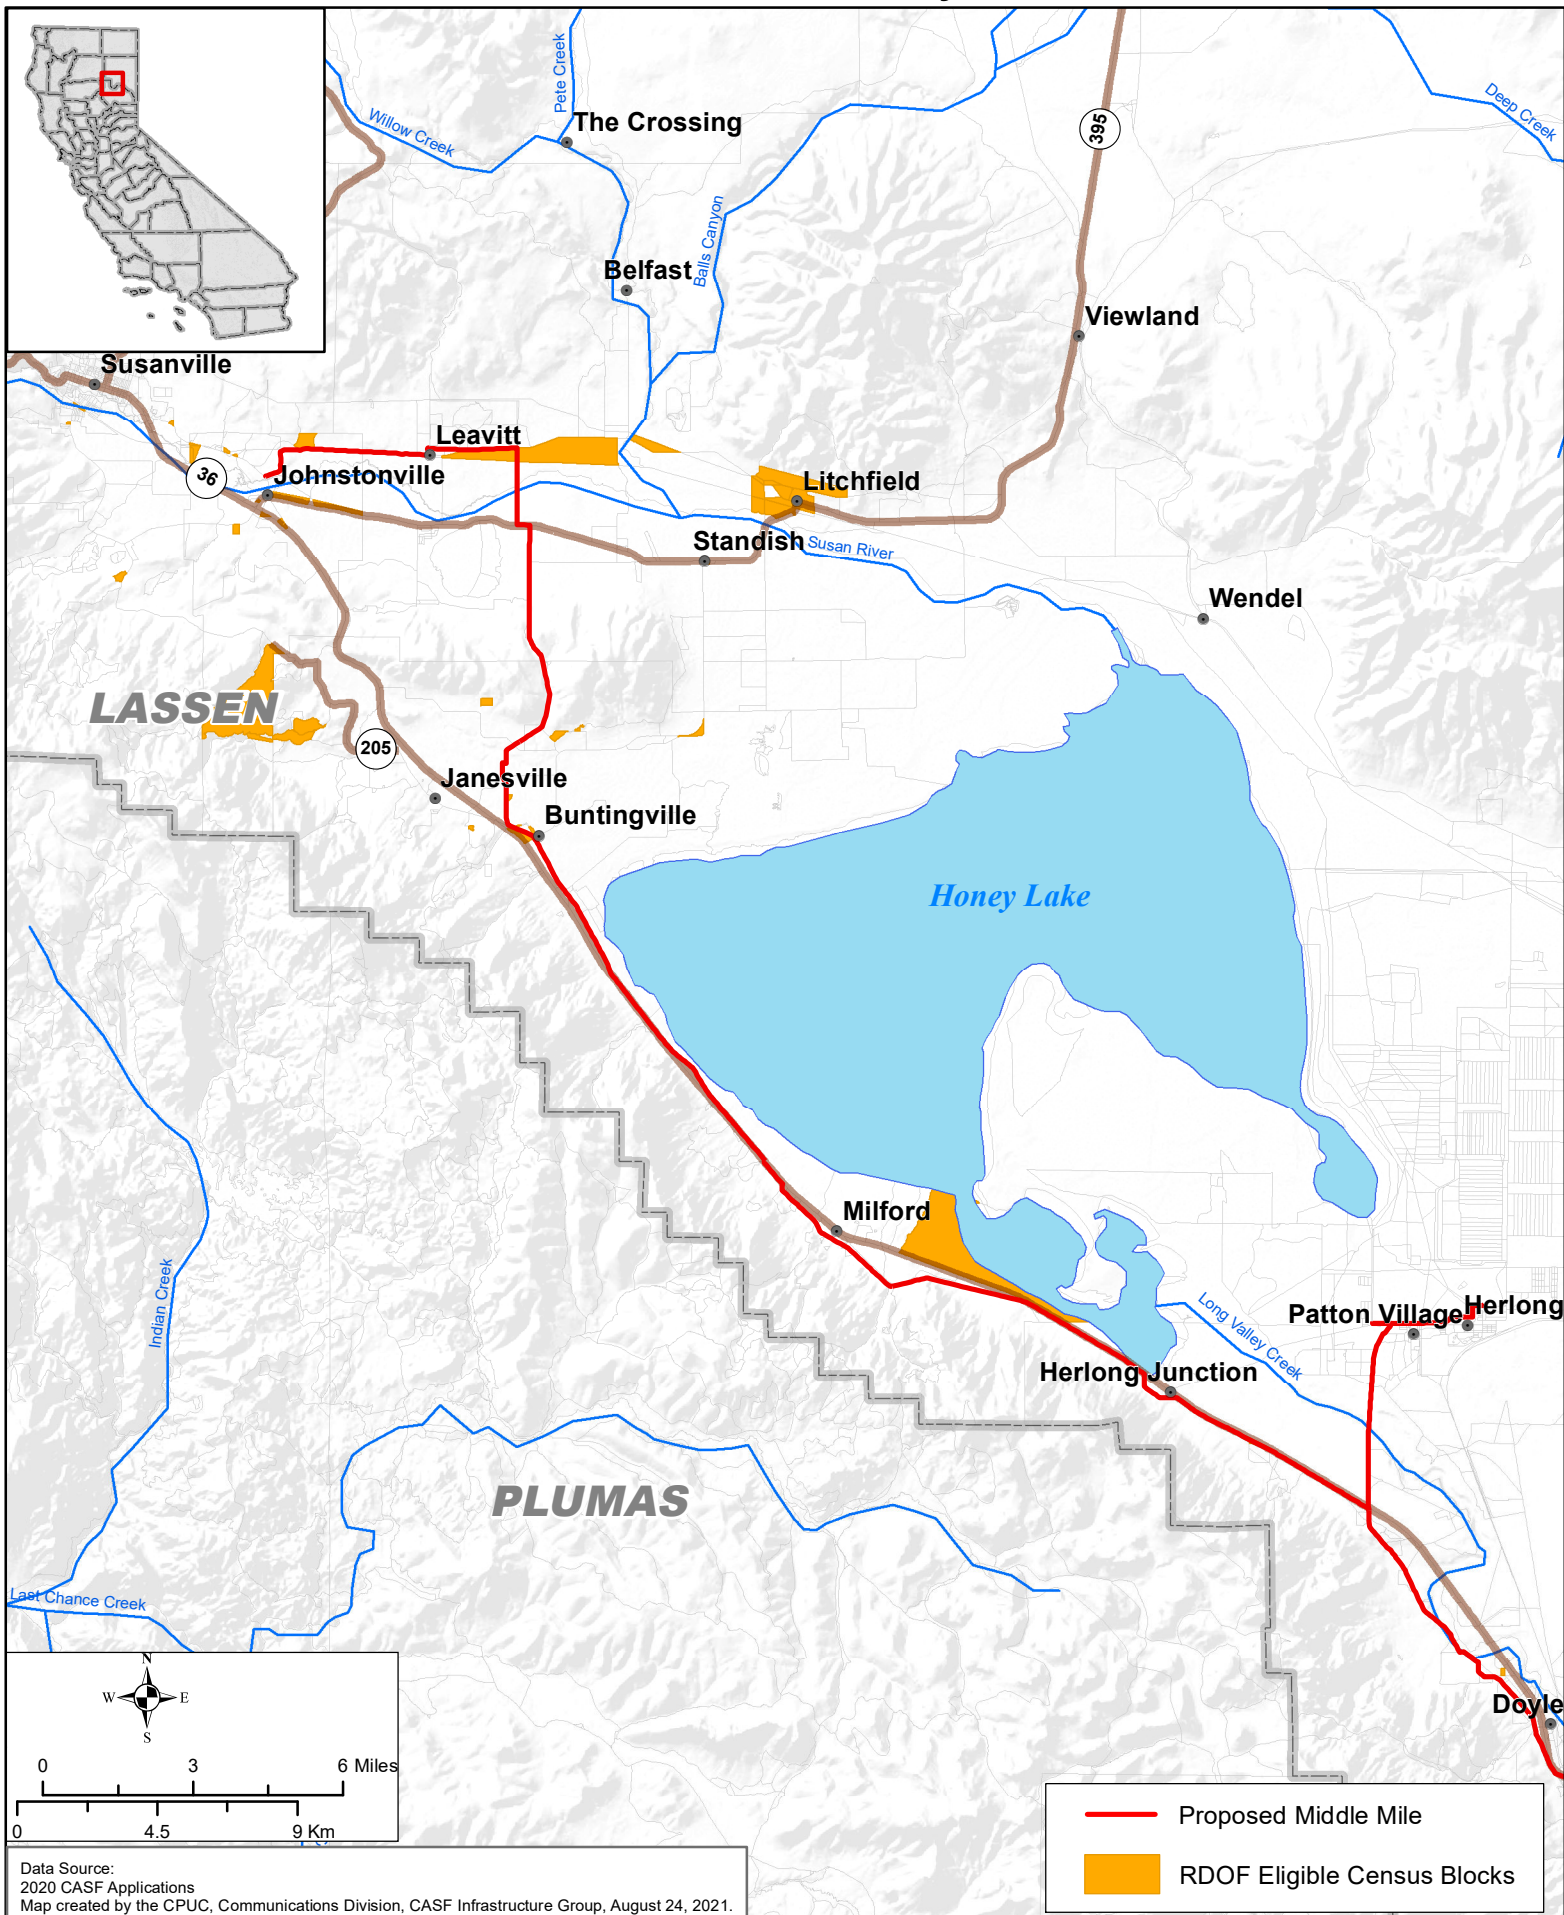 Pete Creek
Deep Creek
395
Willow Creek
The Crossing
Balls Canyon
Belfast
Viewland
Susanville
Leavitt
36
Johnstonville
Litchfield
Standish
Susan River
Wendel
LASSEN
205
Janesville
Buntingville
Honey Lake
Milford
Indian Creek
Long Valley Creek
Patton Village
Herlong
Herlong Junction
PLUMAS
Last Chance Creek
Doyle
N
W
E
S
0 3 6 Miles
0 4.5 9 Km
Proposed Middle Mile
RDOF Eligible Census Blocks
Data Source:
2020 CASF Applications
Map created by the CPUC, Communications Division, CASF Infrastructure Group, August 24, 2021.